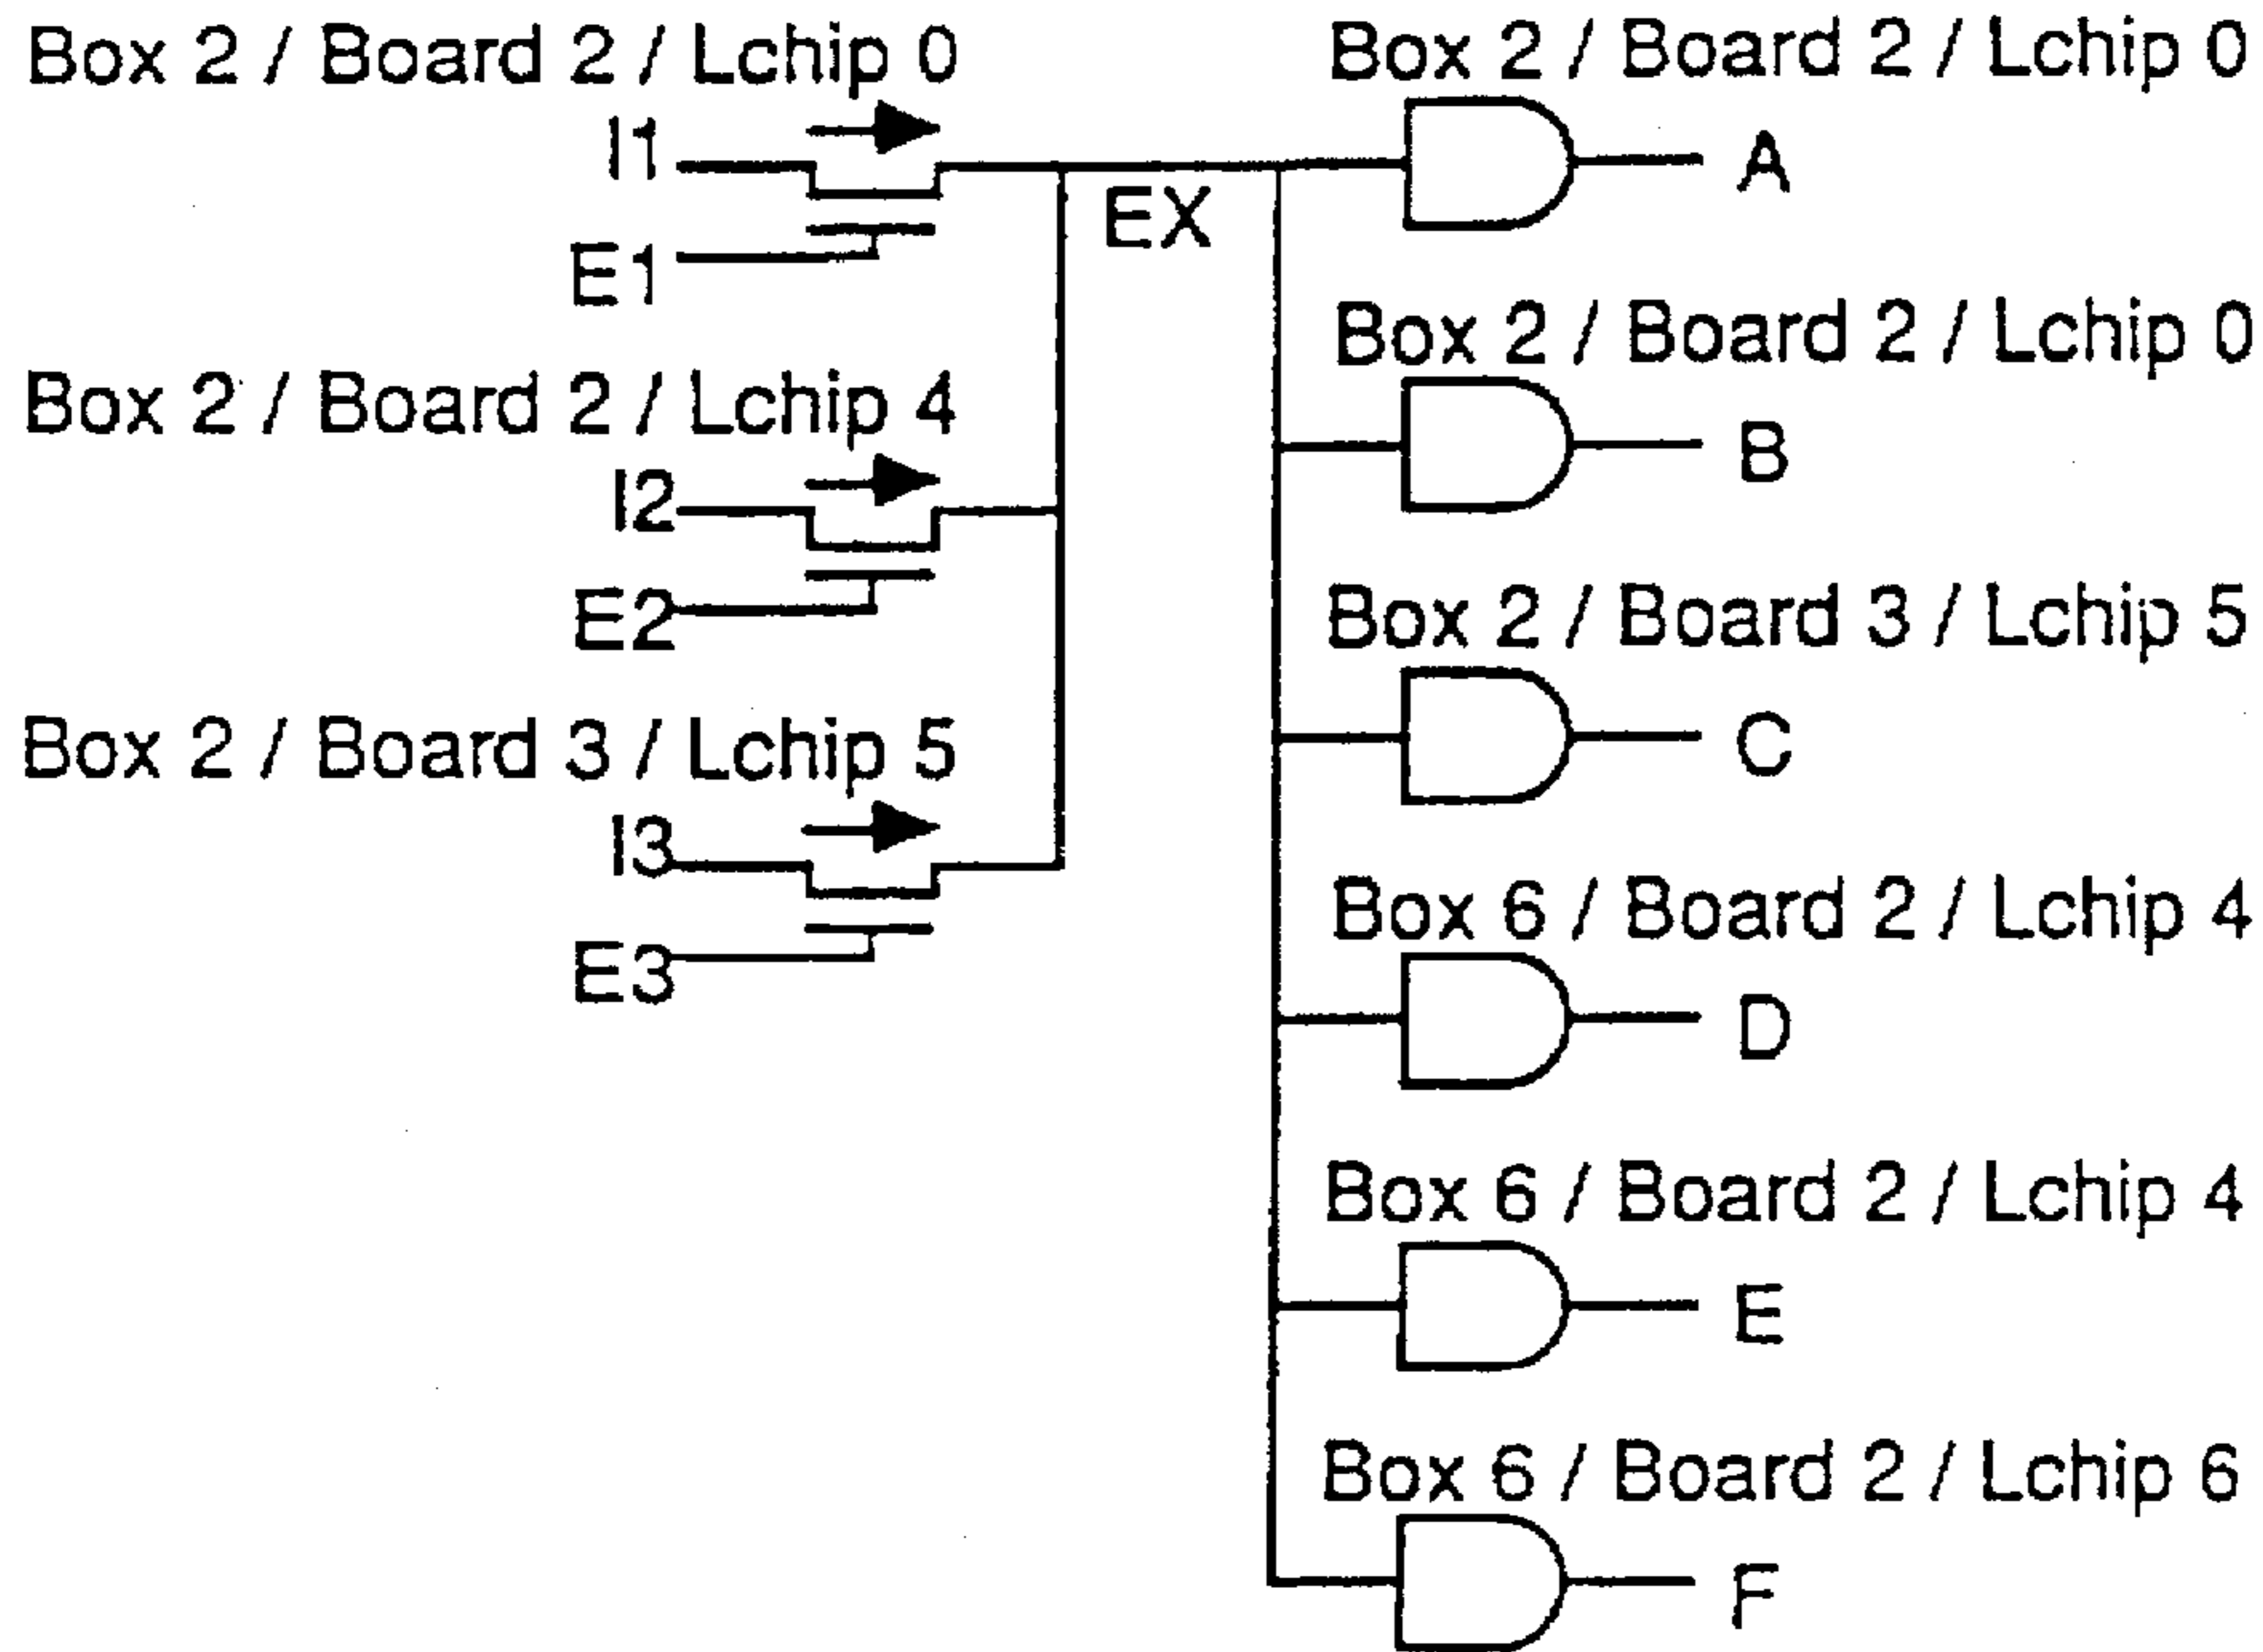 Box 2 / Board 2 / Lchip 0
I1
E1
Box 2 / Board 2 / Lchip 4
I2
E2
Box 2 / Board 3 / Lchip 5
I3
E3
EX
Box 2 / Board 2 / Lchip 0
A
Box 2 / Board 2 / Lchip 0
B
Box 2 / Board 3 / Lchip 5
C
Box 6 / Board 2 / Lchip 4
D
Box 6 / Board 2 / Lchip 4
E
Box 6 / Board 2 / Lchip 6
F